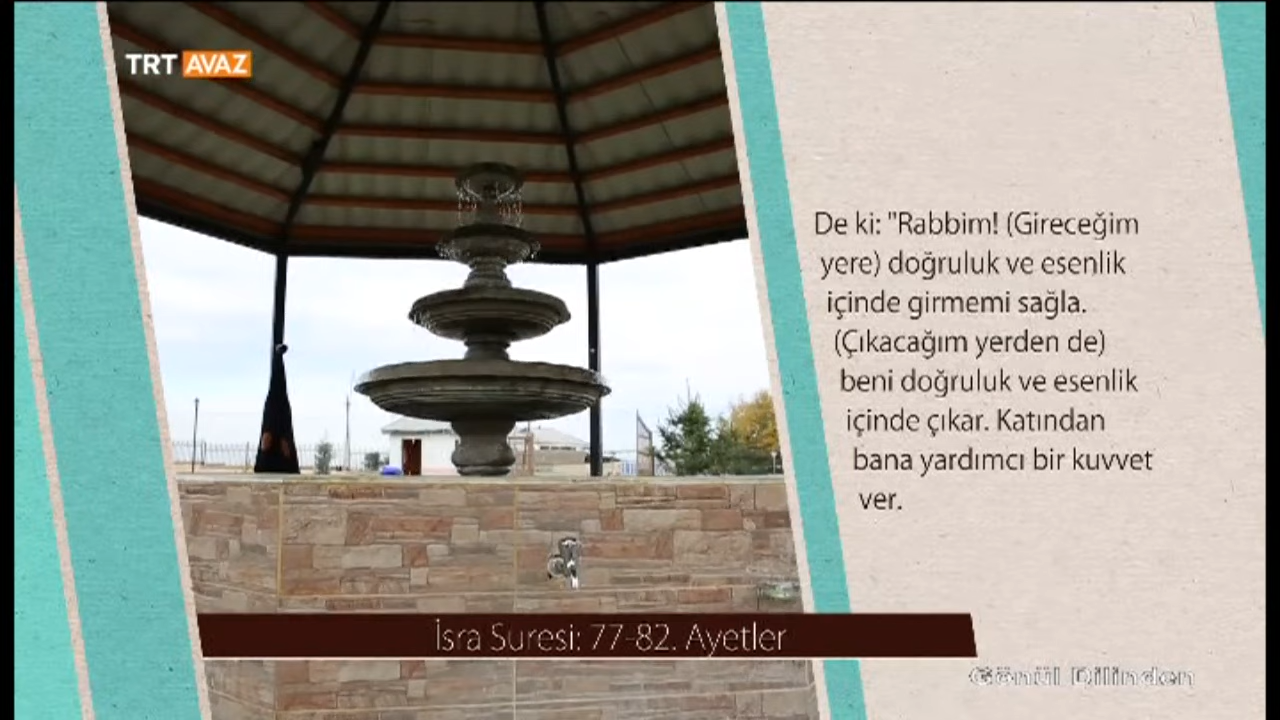 TRT AVAZ
De ki: "Rabbim! (Gireceğim
yere) doğruluk ve esenlik
içinde girmemi sağla.
(Çıkacağım yerden de)
beni doğruluk ve esenlik
içinde çıkar. Katından
bana yardımcı bir kuvvet
ver.
İsra Suresi: 77-82. Ayetler
Gönül Dilinden